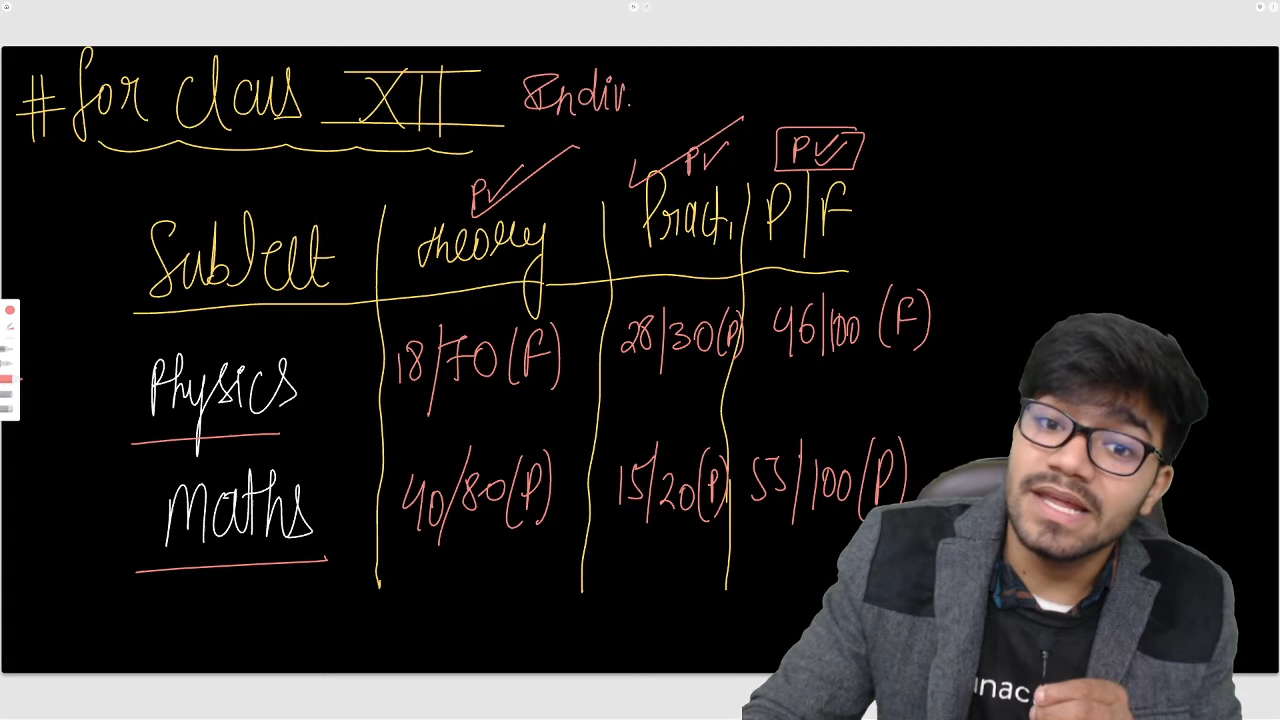 # for class XII Indiv.
P✓ P✓ P✓
Subject theory Pract. P|F
Physics 18/70 (F) 28/30 (P) 46/100 (F)
Maths 40/80 (P) 15/20 (P) 55/100 (P)
unac